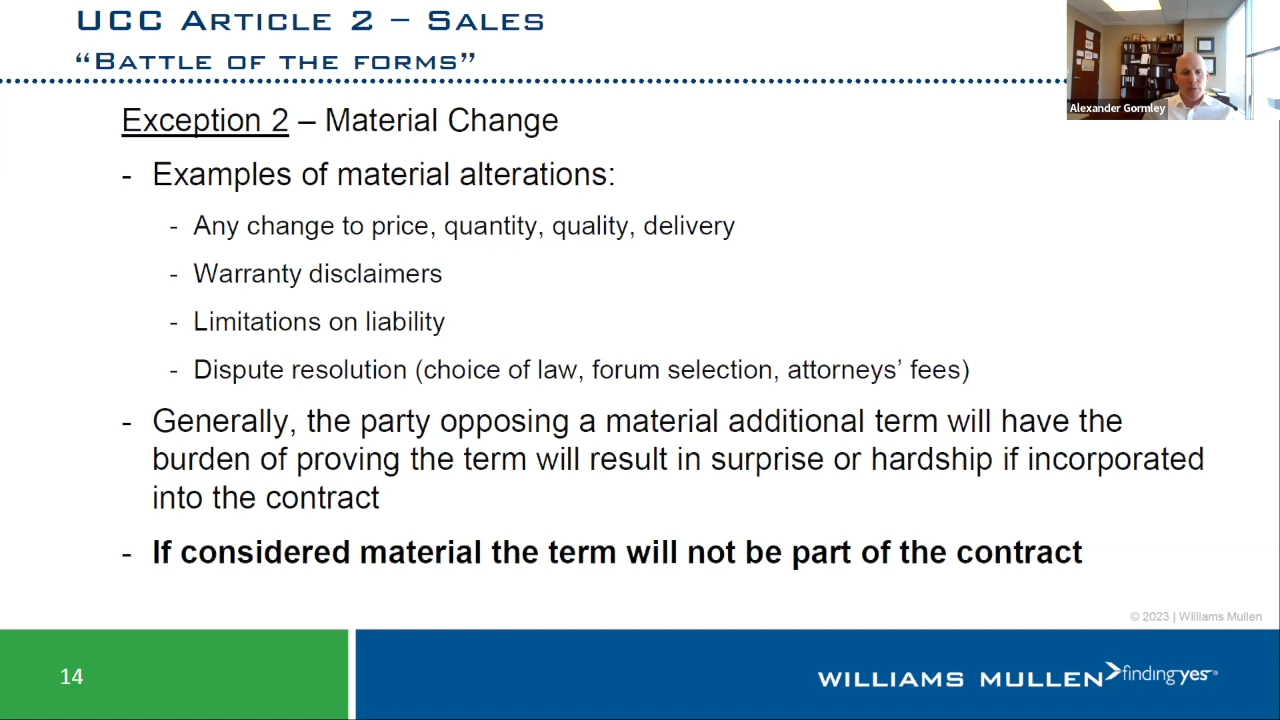 UCC ARTICLE 2 – SALES
“BATTLE OF THE FORMS”
Alexander Gormley
Exception 2 – Material Change
- Examples of material alterations:
- Any change to price, quantity, quality, delivery
- Warranty disclaimers
- Limitations on liability
- Dispute resolution (choice of law, forum selection, attorneys’ fees)
- Generally, the party opposing a material additional term will have the
burden of proving the term will result in surprise or hardship if incorporated
into the contract
- If considered material the term will not be part of the contract
© 2023 | Williams Mullen
14
WILLIAMS MULLEN finding yes®